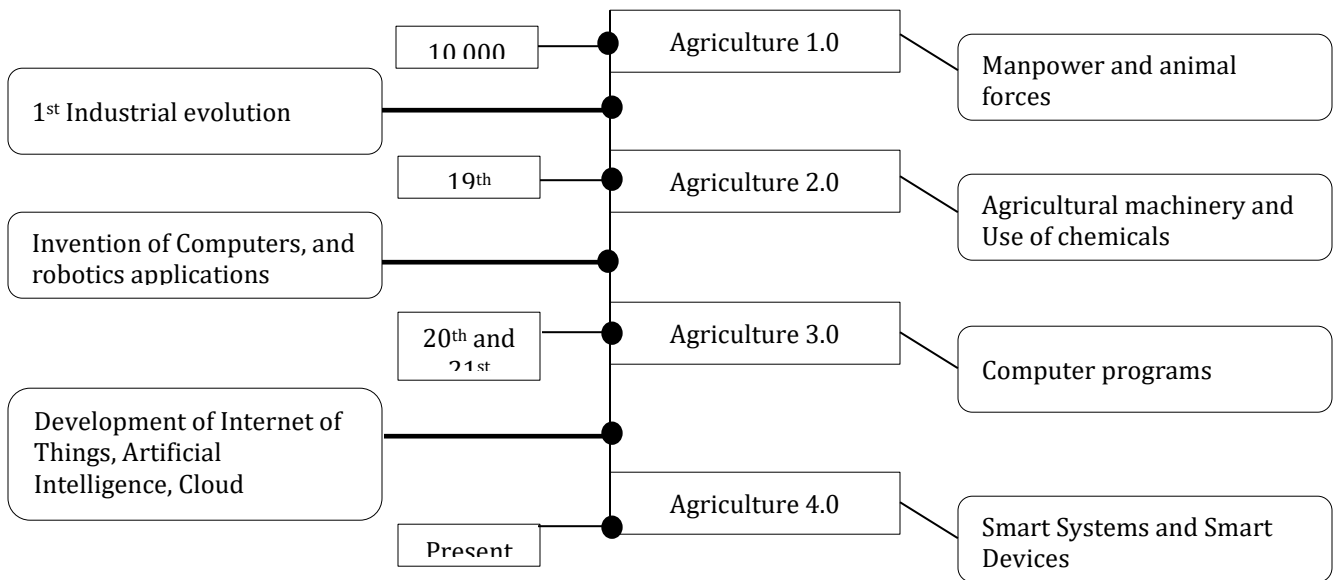 10 000
Agriculture 1.0
Manpower and animal
forces
1st Industrial evolution
19th
Agriculture 2.0
Agricultural machinery and
Use of chemicals
Invention of Computers, and
robotics applications
20th and
21st
Agriculture 3.0
Computer programs
Development of Internet of
Things, Artificial
Intelligence, Cloud
Agriculture 4.0
Present
Smart Systems and Smart
Devices